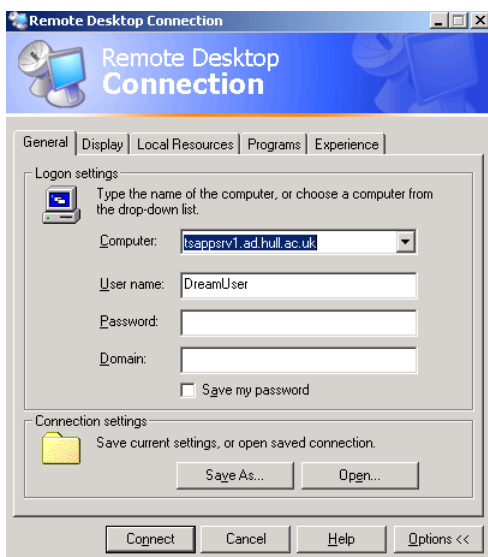 Remote Desktop Connection
Remote Desktop
Connection
General Display Local Resources Programs Experience
Logon settings
Type the name of the computer, or choose a computer from
the drop-down list.
Computer: tsappsrv1.ad.hull.ac.uk
User name: DreamUser
Password:
Domain:
Save my password
Connection settings
Save current settings, or open saved connection.
Save As... Open...
Connect Cancel Help Options <<